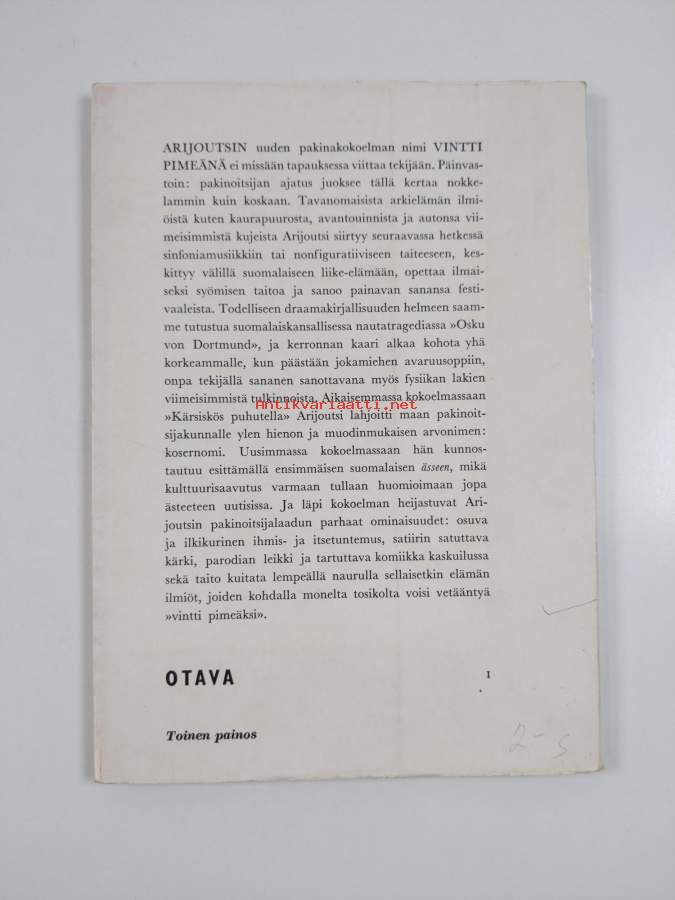 ARIJOUTSIN uuden pakinakokoelman nimi VINTTI
PIMEÄNÄ ei missään tapauksessa viittaa tekijään. Päinvas-
toin: pakinoitsijan ajatus juoksee tällä kertaa nokke-
lammin kuin koskaan. Tavanomaisista arkielämän ilmi-
öistä kuten kaurapuurosta, avantouinnista ja autonsa vii-
meisimmistä kujeista Arijoutsi siirtyy seuraavassa hetkessä
sinfoniamusiikkiin tai nonfiguratiiviseen taiteeseen, kes-
kittyy välillä suomalaiseen liike-elämään, opettaa ilmai-
seksi syömisen taitoa ja sanoo painavan sanansa festi-
vaaleista. Todelliseen draamakirjallisuuden helmeen saam-
me tutustua suomalaiskansallisessa nautatragediassa »Osku
von Dortmund», ja kerronnan kaari alkaa kohota yhä
korkeammalle, kun päästään jokamiehen avaruusoppiin,
onpa tekijällä sananen sanottavana myös fysiikan lakien
viimeisimmistä tulkinnoista. Aikaisemmassa kokoelmassaan
Antikvariaatti.net
»Kärsiskös puhutella» Arijoutsi lahjoitti maan pakinoit-
sijakunnalle ylen hienon ja muodinmukaisen arvonimen:
kosernomi. Uusimmassa kokoelmassaan hän kunnos-
tautuu esittämällä ensimmäisen suomalaisen ässeen, mikä
kulttuurisaavutus varmaan tullaan huomioimaan jopa
ästeeteen uutisissa. Ja läpi kokoelman heijastuvat Ari-
joutsin pakinoitsijalaadun parhaat ominaisuudet: osuva
ja ilkikurinen ihmis- ja itsetuntemus, satiirin satuttava
kärki, parodian leikki ja tartuttava komiikka kaskuilussa
sekä taito kuitata lempeällä naurulla sellaisetkin elämän
ilmiöt, joiden kohdalla monelta tosikolta voisi vetääntyä
»vintti pimeäksi».
OTAVA
I
Toinen painos